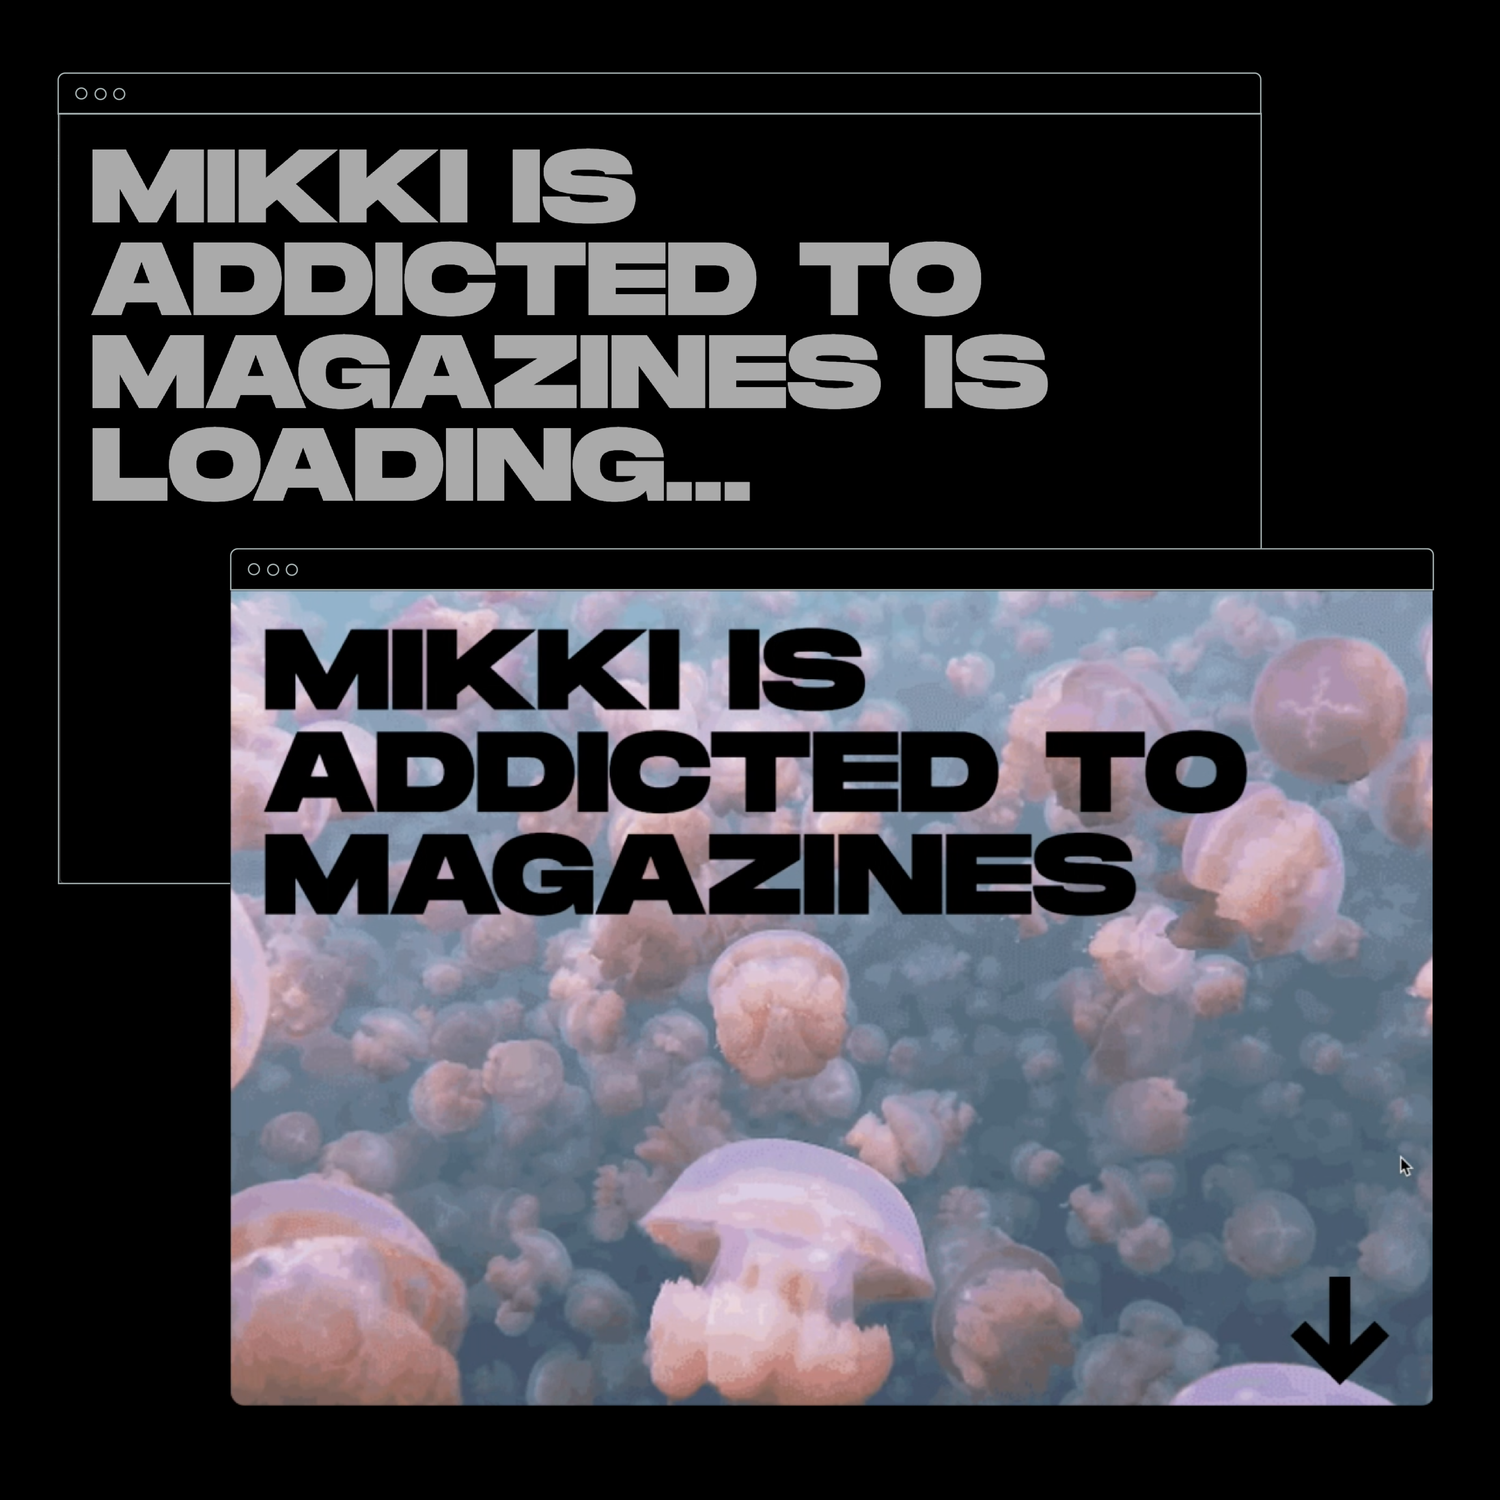 MIKKI IS
ADDICTED TO
MAGAZINES IS
LOADING...
MIKKI IS
ADDICTED TO
MAGAZINES